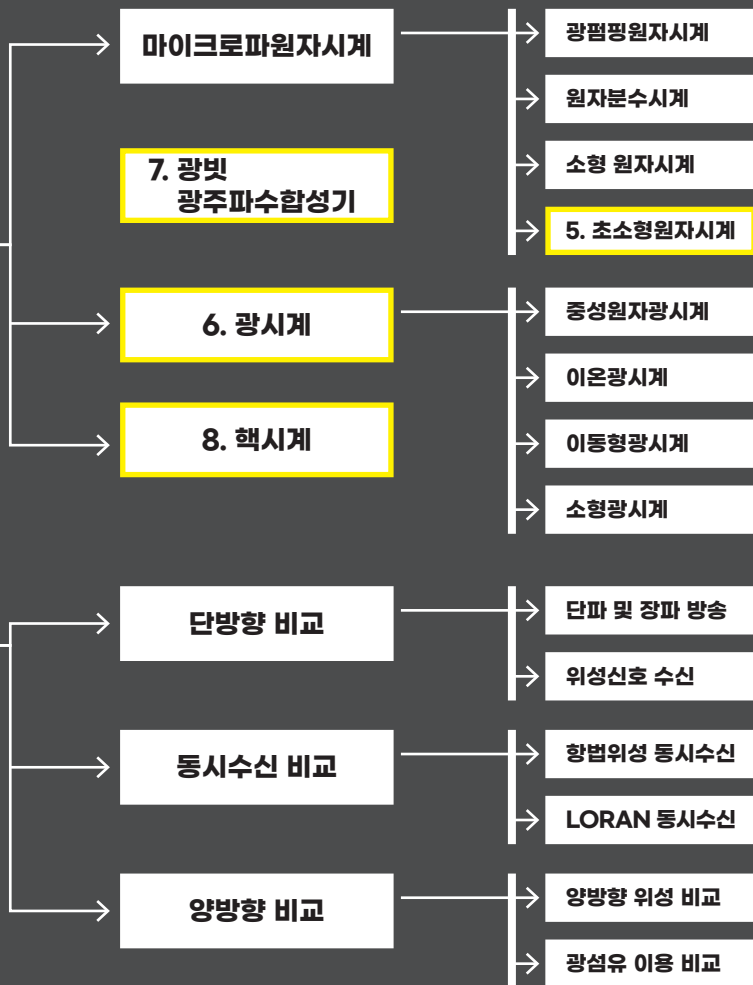 마이크로파원자시계
광펌핑원자시계
원자분수시계
소형 원자시계
5. 초소형원자시계
7. 광빗
광주파수합성기
6. 광시계
중성원자광시계
이온광시계
이동형광시계
소형광시계
8. 핵시계
단방향 비교
단파 및 장파 방송
위성신호 수신
동시수신 비교
항법위성 동시수신
LORAN 동시수신
양방향 비교
양방향 위성 비교
광섬유 이용 비교